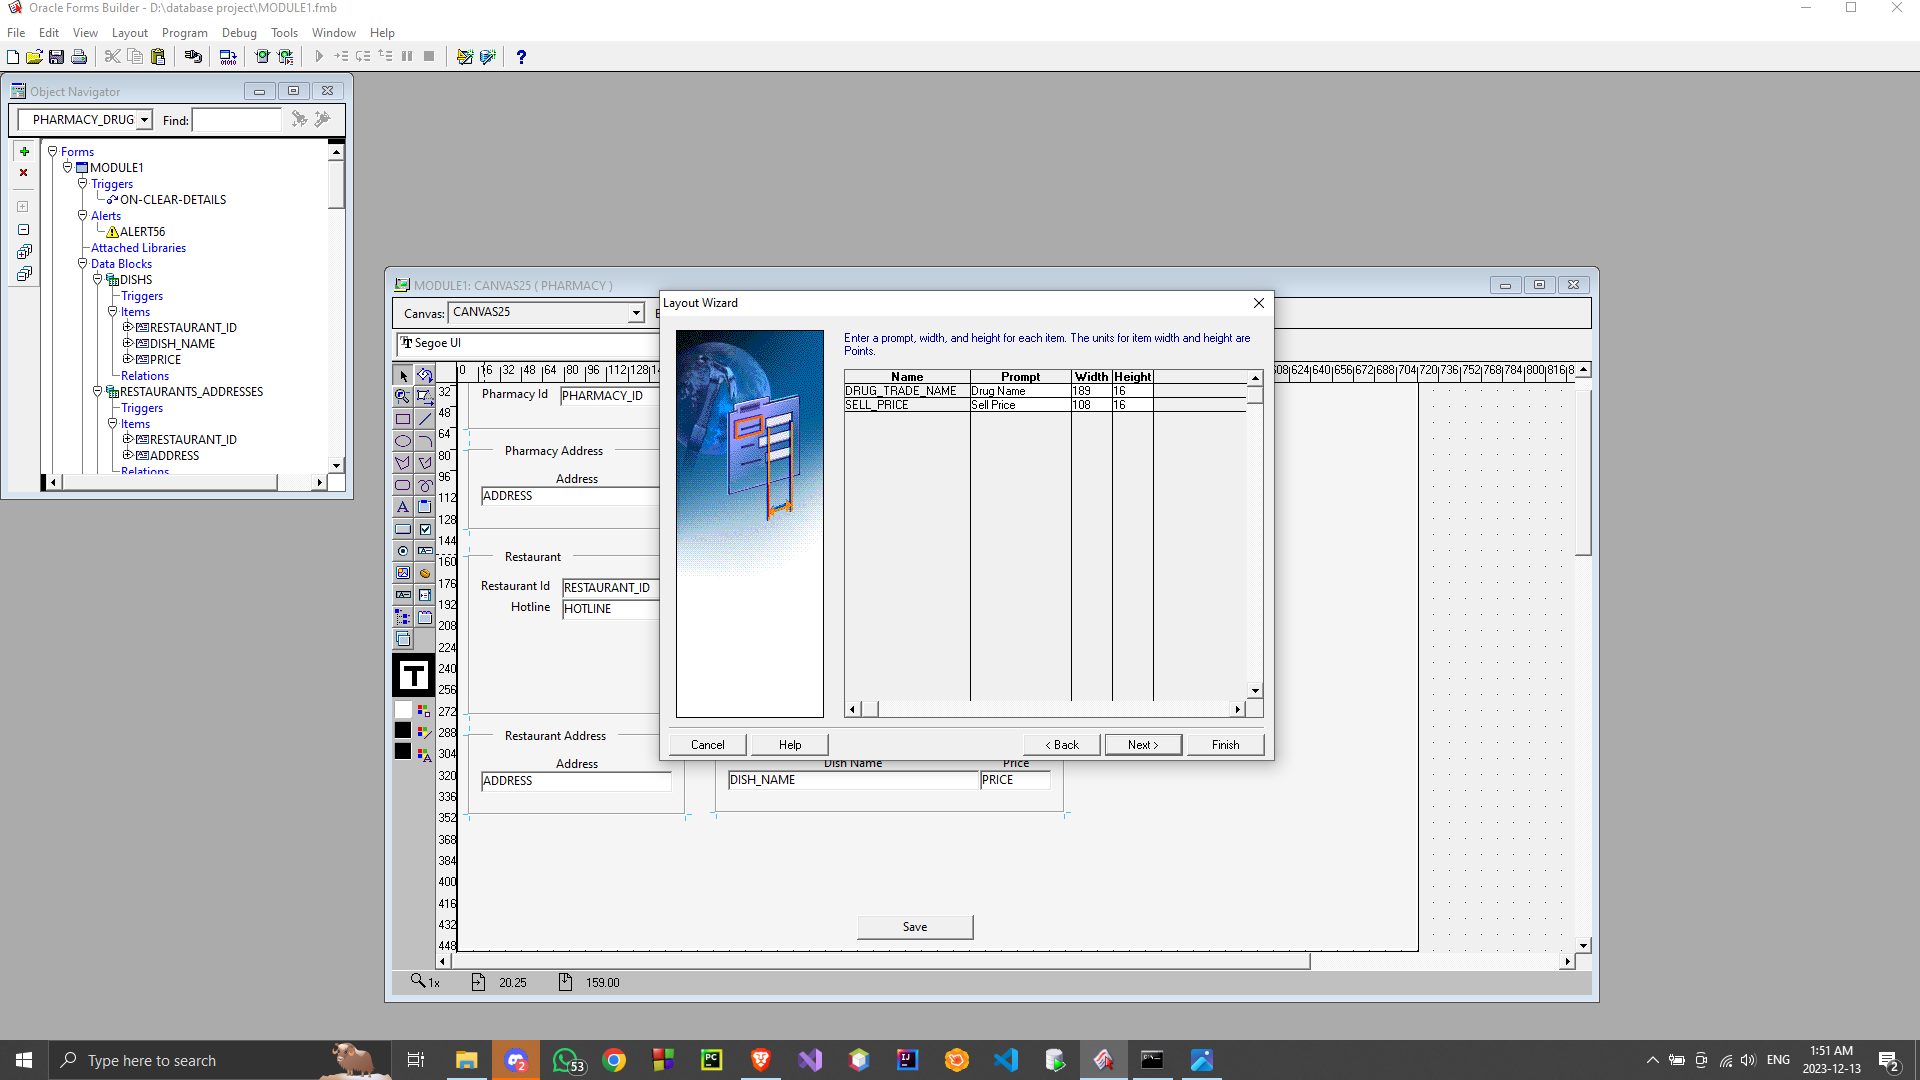 Oracle Forms Builder - D:\database project\MODULE1.fmb
File Edit View Layout Program Debug Tools Window Help
Object Navigator
PHARMACY_DRUG Find:
Forms
MODULE1
Triggers
ON-CLEAR-DETAILS
Alerts
ALERT56
Attached Libraries
Data Blocks
DISHS
Triggers
Items
RESTAURANT_ID
DISH_NAME
PRICE
Relations
RESTAURANTS_ADDRESSES
Triggers
Items
RESTAURANT_ID
ADDRESS
Relations
MODULE1: CANVAS25 ( PHARMACY )
Canvas: CANVAS25
Segoe UI
0 16 32 48 64 80 96 112 128
608 624 640 656 672 688 704 720 736 752 768 784 800 816 8
32
48
64
80
96
112
128
144
160
176
192
208
224
240
256
272
288
304
320
336
352
368
384
400
416
432
448
Pharmacy Id PHARMACY_ID
Pharmacy Address
Address
ADDRESS
Restaurant
Restaurant Id RESTAURANT_ID
Hotline HOTLINE
Restaurant Address
Address
ADDRESS
Dish Name Price
DISH_NAME PRICE
Save
1x 20.25 159.00
Layout Wizard
Enter a prompt, width, and height for each item. The units for item width and height are
Points.
Name Prompt Width Height
DRUG_TRADE_NAME Drug Name 189 16
SELL_PRICE Sell Price 108 16
Cancel Help < Back Next > Finish
Type here to search
2
53
PC
IJ
ENG
1:51 AM
2023-12-13
2